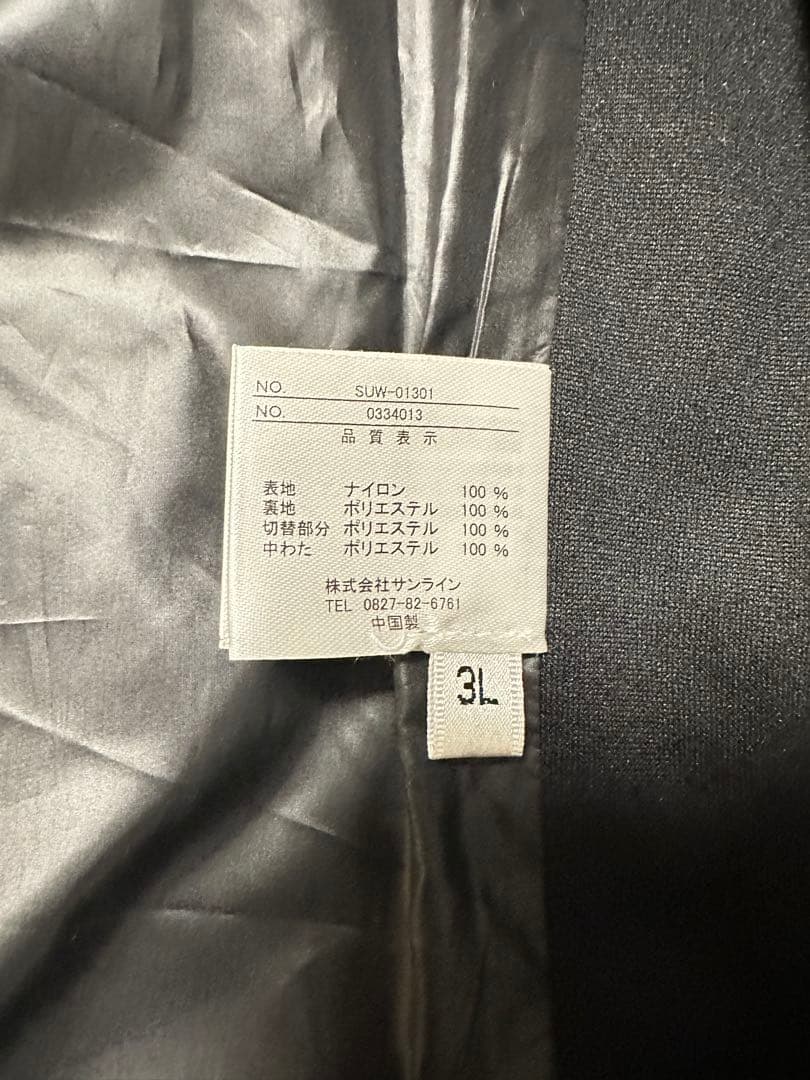 NO. SUW-01301
NO. 0334013
品質表示
表地 ナイロン 100 %
裏地 ポリエステル 100 %
切替部分 ポリエステル 100 %
中わた ポリエステル 100 %
株式会社サンライン
TEL 0827-82-6761
中国製
3L